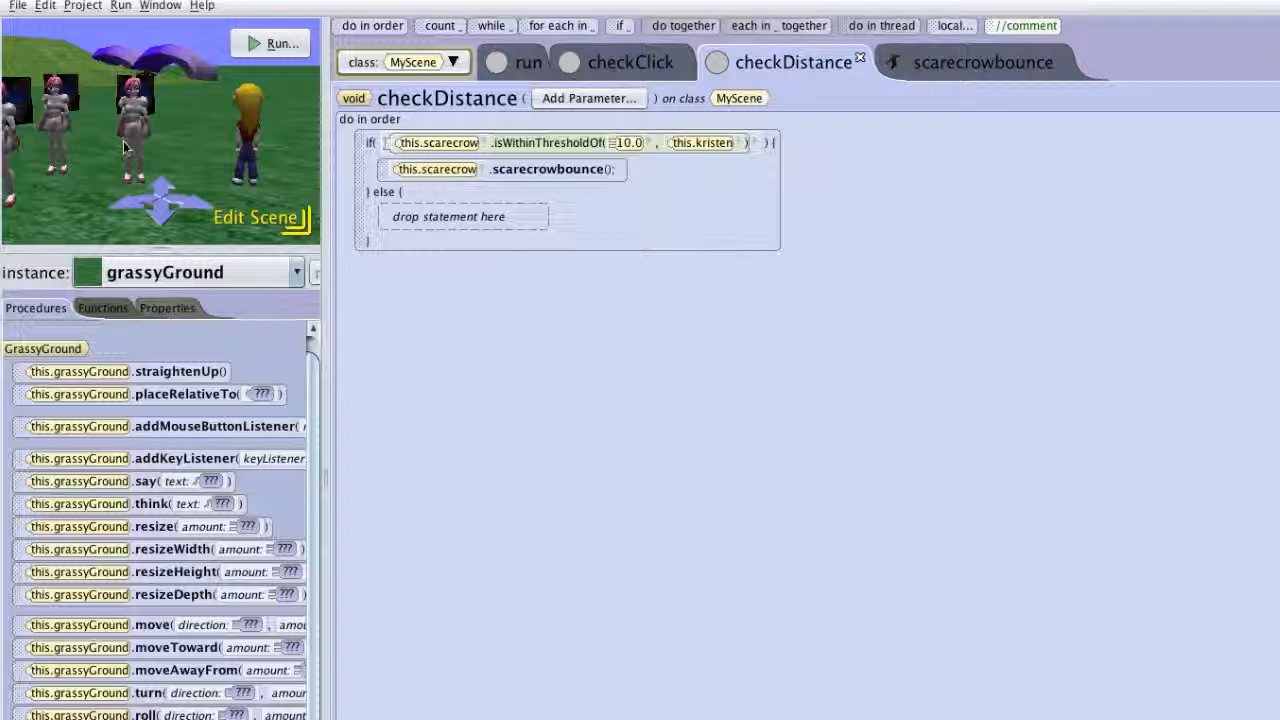 File Edit Project Run Window Help
Run...
Edit Scene
instance: grassyGround
Procedures Functions Properties
GrassyGround
this.grassyGround .straightenUp()
this.grassyGround .placeRelativeTo( ??? )
this.grassyGround .addMouseButtonListener(
this.grassyGround .addKeyListener( keyListener
this.grassyGround .say( text: ??? )
this.grassyGround .think( text: ??? )
this.grassyGround .resize( amount: ??? )
this.grassyGround .resizeWidth( amount: ??? )
this.grassyGround .resizeHeight( amount: ???
this.grassyGround .resizeDepth( amount: ??? )
this.grassyGround .move( direction: ??? , amou
this.grassyGround .moveToward( amount: ???
this.grassyGround .moveAwayFrom( amount:
this.grassyGround .turn( direction: ??? , amour
this.grassyGround .roll( direction: ??? , amount
do in order count _ while _ for each in _ if _ do together each in _ together do in thread local... //comment
class: MyScene run checkClick checkDistance scarecrowbounce
void checkDistance ( Add Parameter... ) on class MyScene
do in order
if( this.scarecrow .isWithinThresholdOf( 10.0 , this.kristen ) ) {
this.scarecrow .scarecrowbounce();
} else {
drop statement here
}